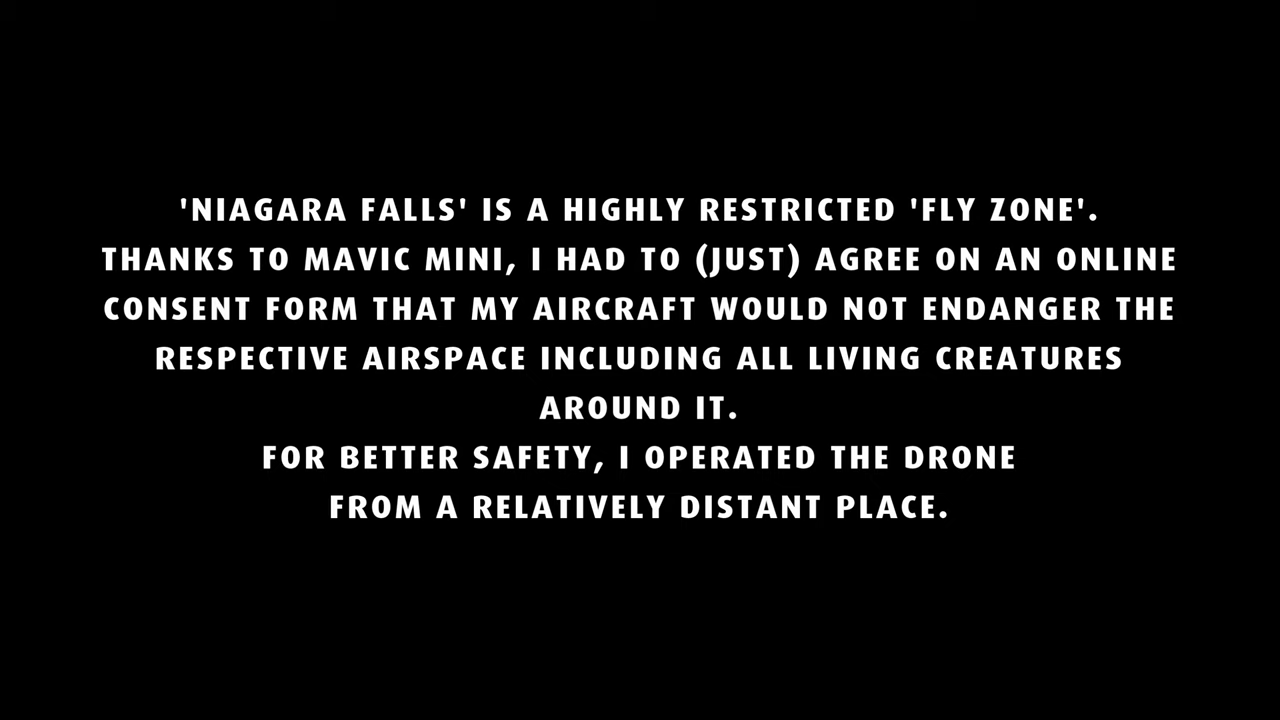 'NIAGARA FALLS' IS A HIGHLY RESTRICTED 'FLY ZONE'.
THANKS TO MAVIC MINI, I HAD TO (JUST) AGREE ON AN ONLINE
CONSENT FORM THAT MY AIRCRAFT WOULD NOT ENDANGER THE
RESPECTIVE AIRSPACE INCLUDING ALL LIVING CREATURES
AROUND IT.
FOR BETTER SAFETY, I OPERATED THE DRONE
FROM A RELATIVELY DISTANT PLACE.